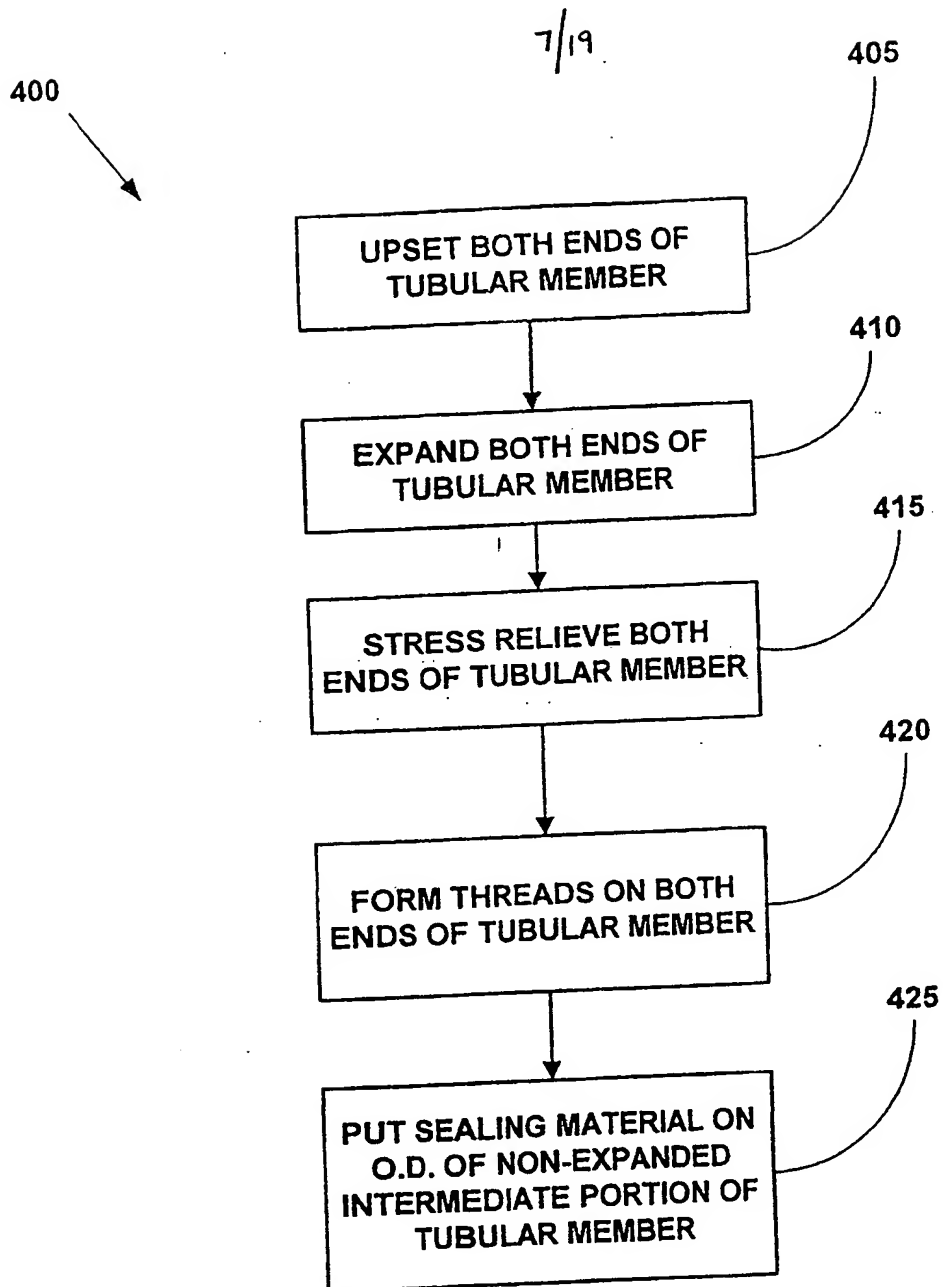 7/19
400
405
UPSET BOTH ENDS OF
TUBULAR MEMBER
410
EXPAND BOTH ENDS OF
TUBULAR MEMBER
415
STRESS RELIEVE BOTH
ENDS OF TUBULAR MEMBER
420
FORM THREADS ON BOTH
ENDS OF TUBULAR MEMBER
425
PUT SEALING MATERIAL ON
O.D. OF NON-EXPANDED
INTERMEDIATE PORTION OF
TUBULAR MEMBER